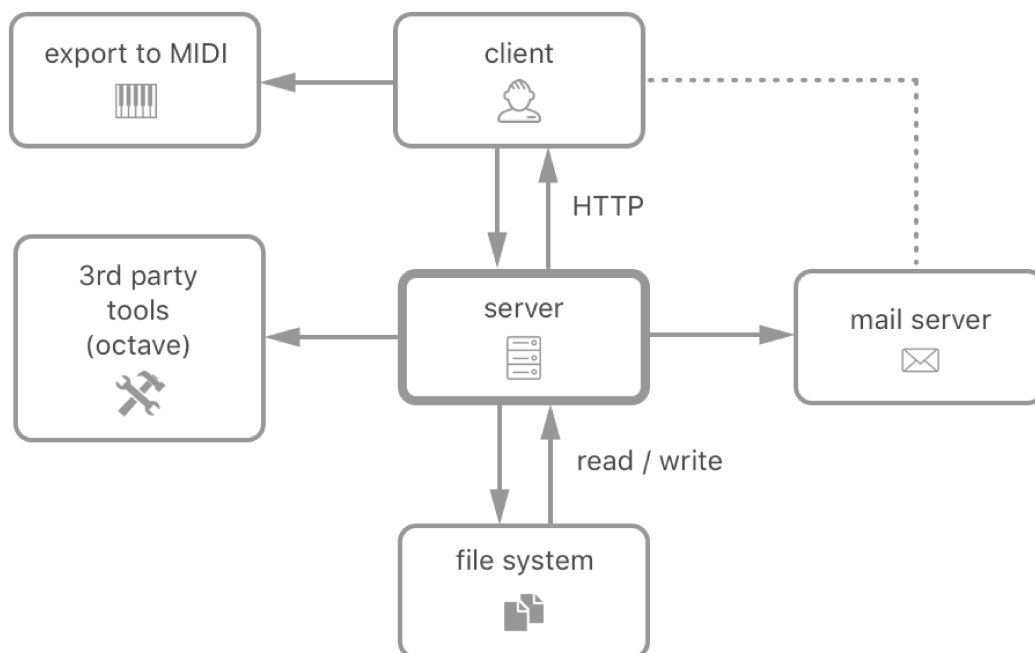 export to MIDI
client
HTTP
3rd party
tools
(octave)
server
mail server
read / write
file system